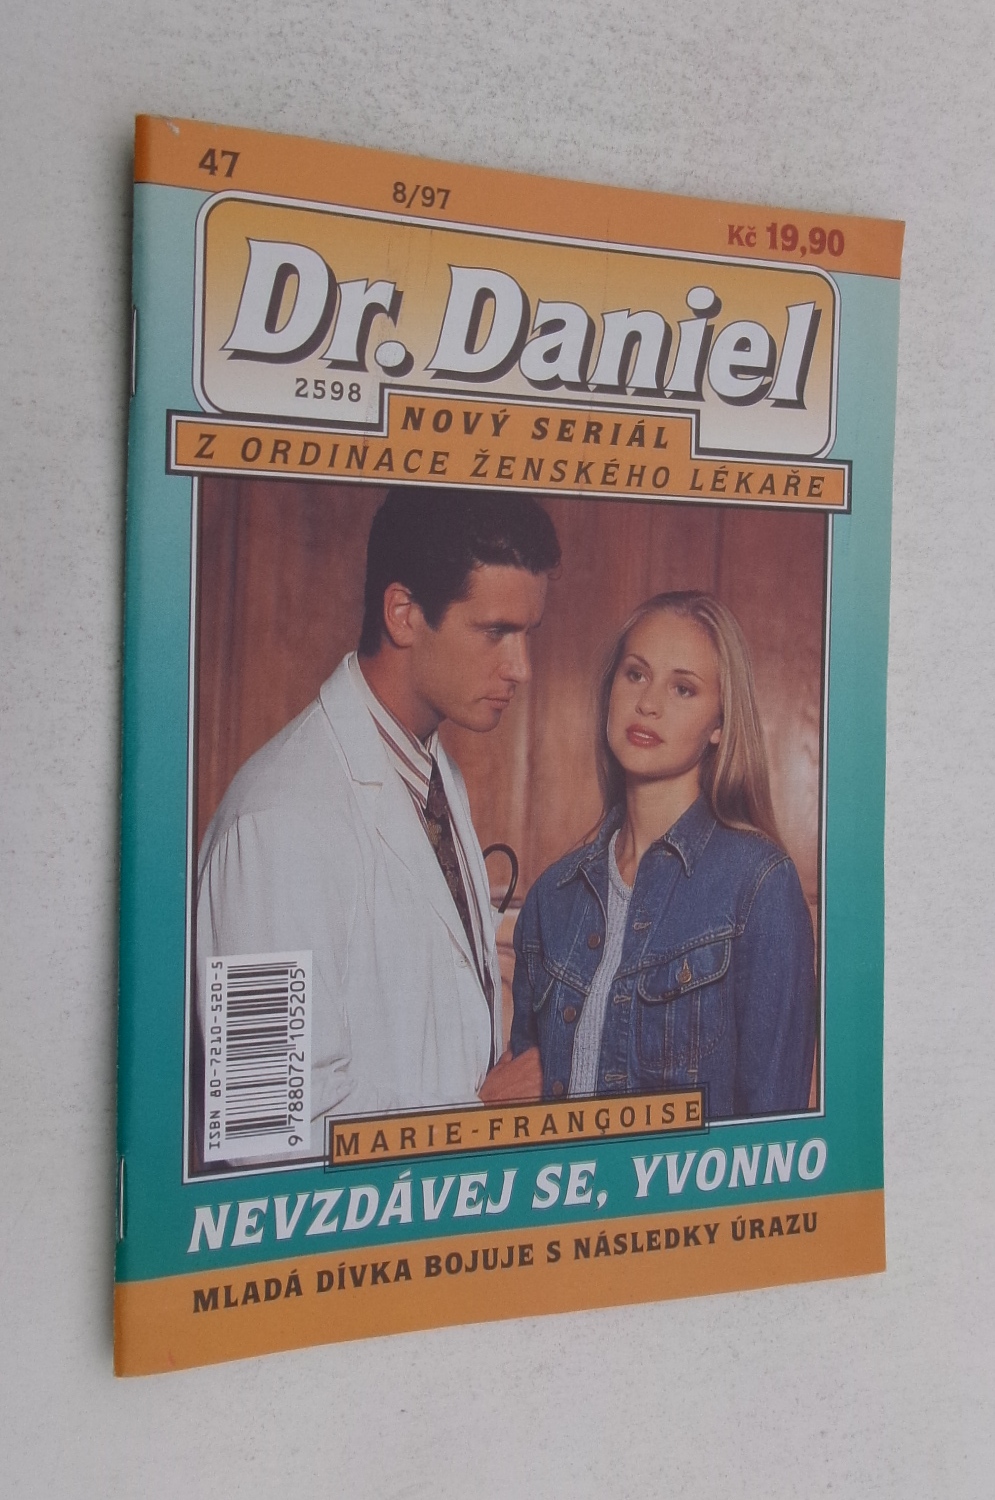 47
8/97
Kč 19,90
Dr. Daniel
2598
NOVÝ SERIÁL
Z ORDINACE ŽENSKÉHO LÉKAŘE
ISBN 80-7210-520-5
9 788072 105205
MARIE-FRANÇOISE
NEVZDÁVEJ SE, YVONNO
MLADÁ DÍVKA BOJUJE S NÁSLEDKY ÚRAZU